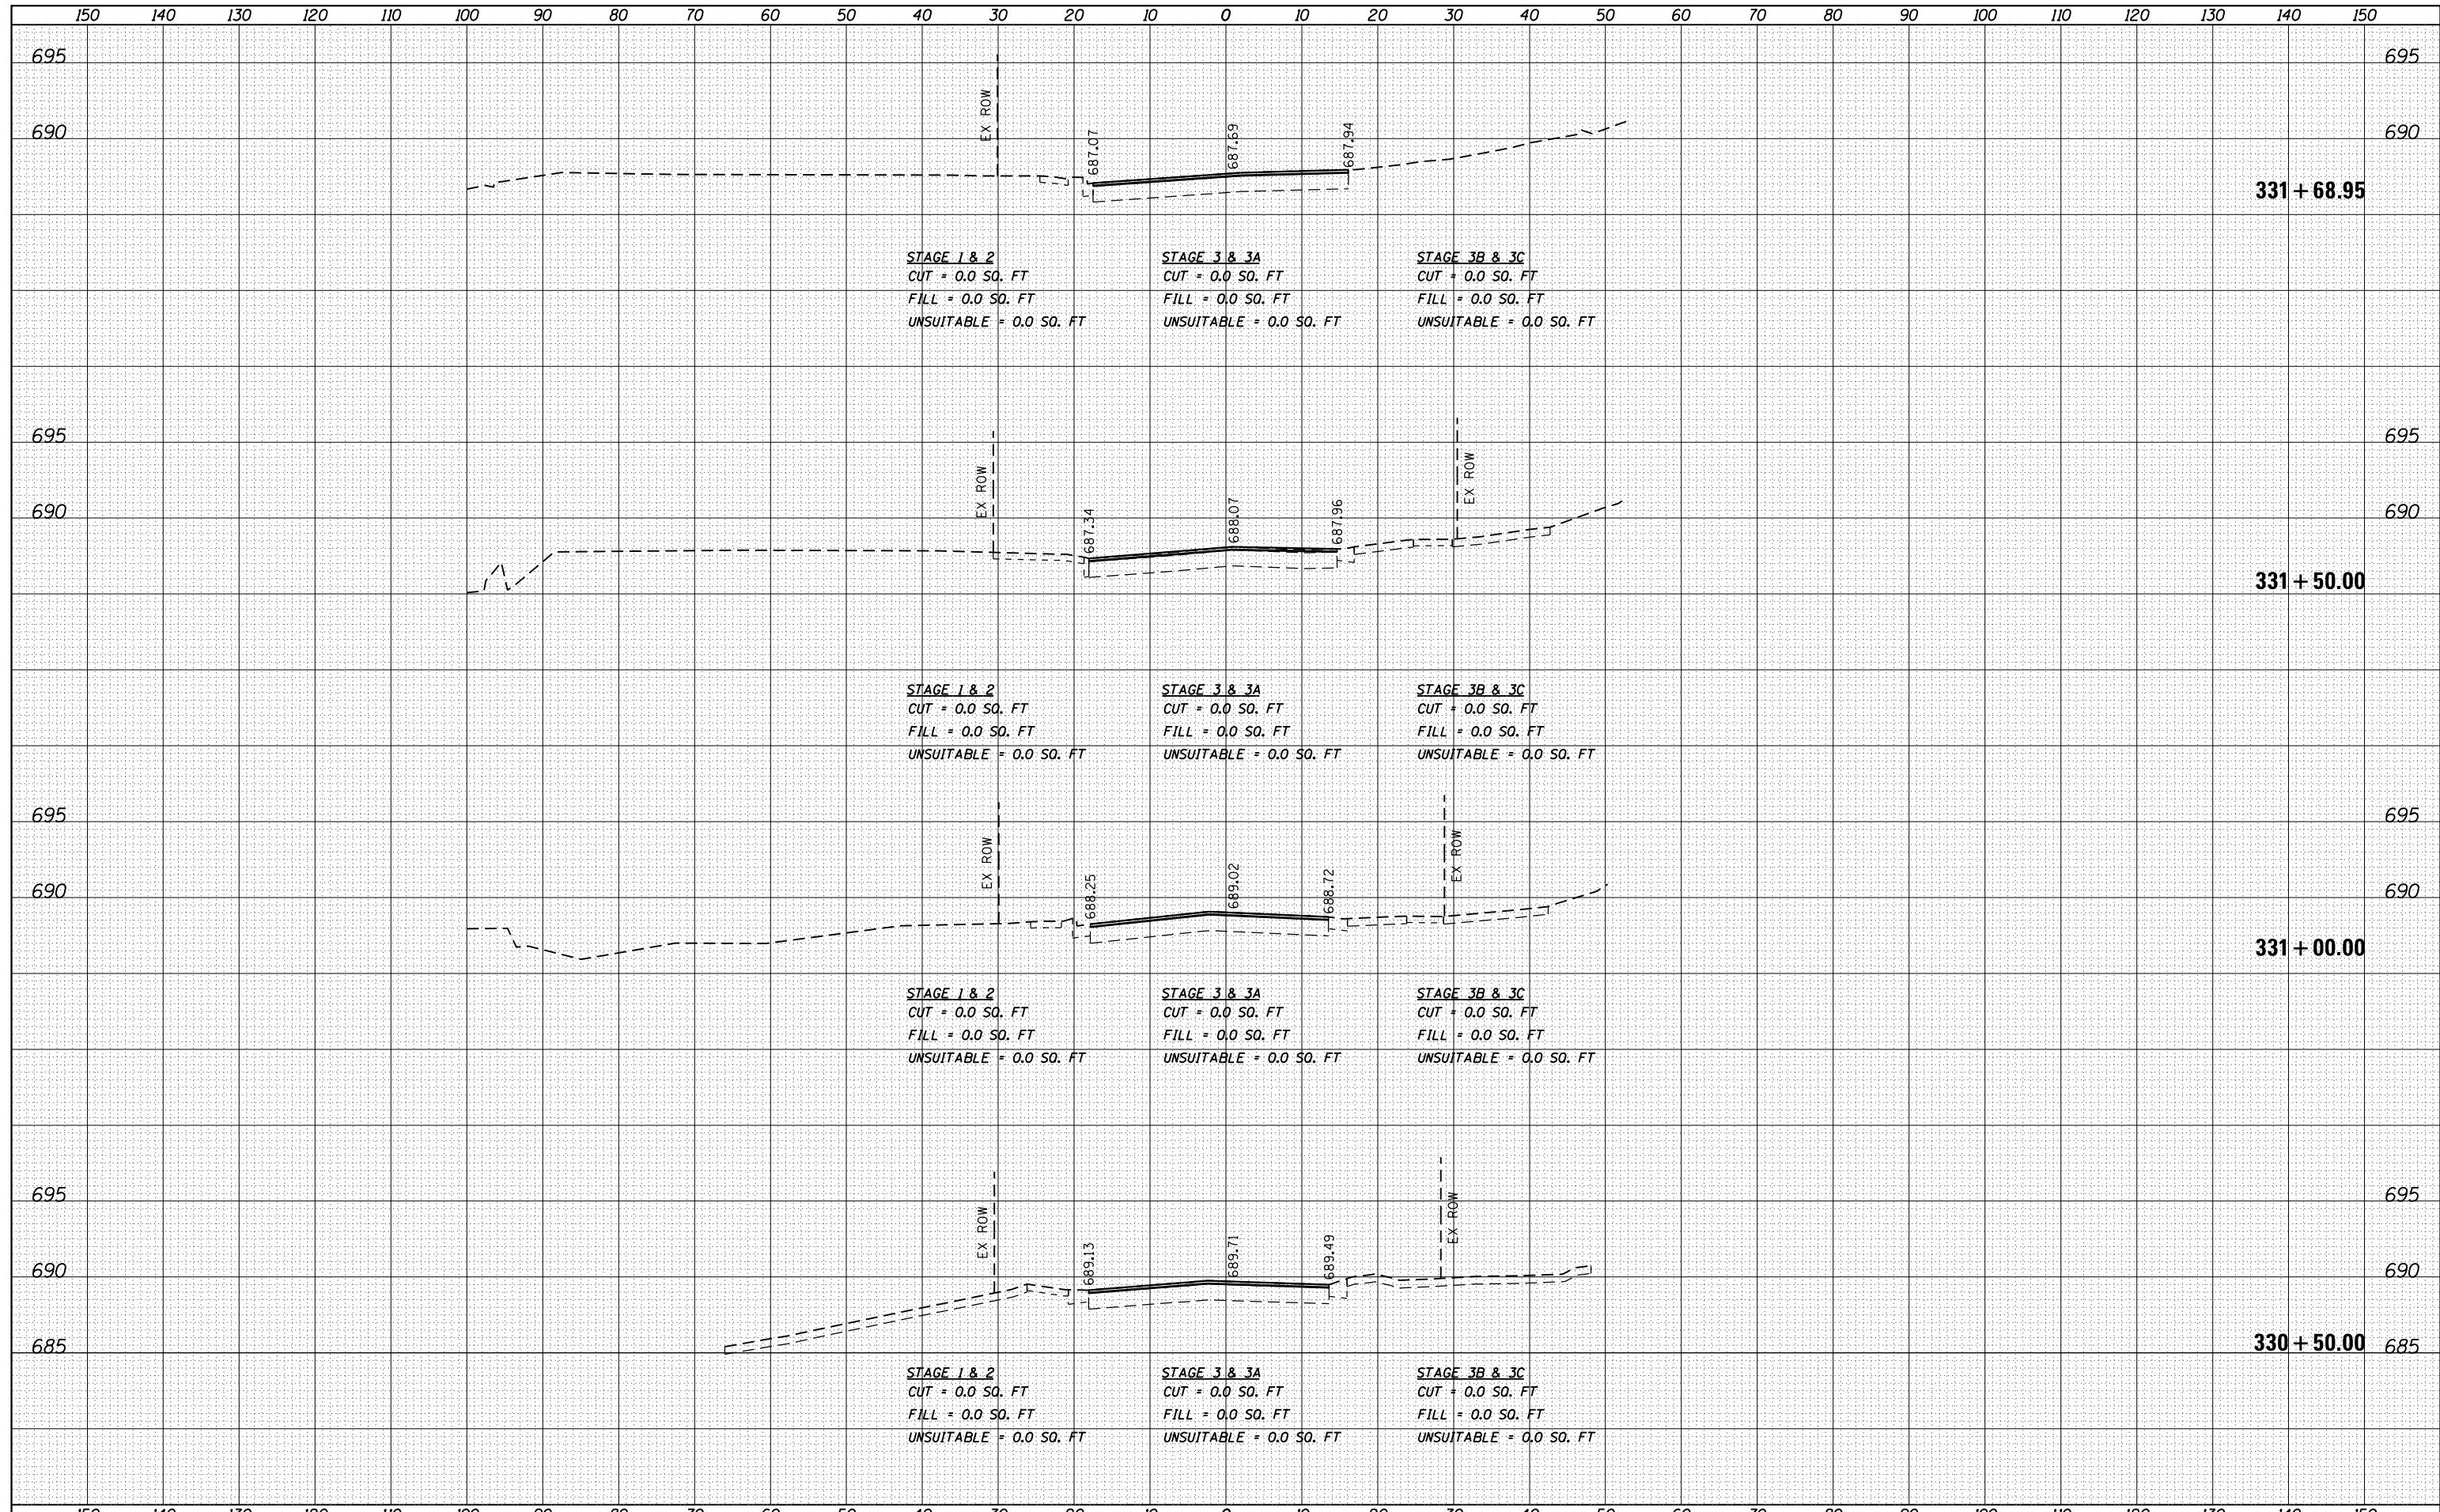 150 140 130 120 110 100 90 80 70 60 50 40 30 20 10 0 10 20 30 40 50 60 70 80 90 100 110 120 130 140 150
695 695
EX ROW
690 690
687.07 687.69 687.94
331+68.95
STAGE 1 & 2 STAGE 3 & 3A STAGE 3B & 3C
CUT = 0.0 SQ. FT CUT = 0.0 SQ. FT CUT = 0.0 SQ. FT
FILL = 0.0 SQ. FT FILL = 0.0 SQ. FT FILL = 0.0 SQ. FT
UNSUITABLE = 0.0 SQ. FT UNSUITABLE = 0.0 SQ. FT UNSUITABLE = 0.0 SQ. FT
695 695
EX ROW EX ROW
690 690
687.34 688.07 687.96
331+50.00
STAGE 1 & 2 STAGE 3 & 3A STAGE 3B & 3C
CUT = 0.0 SQ. FT CUT = 0.0 SQ. FT CUT = 0.0 SQ. FT
FILL = 0.0 SQ. FT FILL = 0.0 SQ. FT FILL = 0.0 SQ. FT
UNSUITABLE = 0.0 SQ. FT UNSUITABLE = 0.0 SQ. FT UNSUITABLE = 0.0 SQ. FT
695 695
EX ROW EX ROW
690 690
688.25 689.02 688.72
331+00.00
STAGE 1 & 2 STAGE 3 & 3A STAGE 3B & 3C
CUT = 0.0 SQ. FT CUT = 0.0 SQ. FT CUT = 0.0 SQ. FT
FILL = 0.0 SQ. FT FILL = 0.0 SQ. FT FILL = 0.0 SQ. FT
UNSUITABLE = 0.0 SQ. FT UNSUITABLE = 0.0 SQ. FT UNSUITABLE = 0.0 SQ. FT
695 695
EX ROW EX ROW
690 690
689.13 689.71 689.49
685 330+50.00 685
STAGE 1 & 2 STAGE 3 & 3A STAGE 3B & 3C
CUT = 0.0 SQ. FT CUT = 0.0 SQ. FT CUT = 0.0 SQ. FT
FILL = 0.0 SQ. FT FILL = 0.0 SQ. FT FILL = 0.0 SQ. FT
UNSUITABLE = 0.0 SQ. FT UNSUITABLE = 0.0 SQ. FT UNSUITABLE = 0.0 SQ. FT